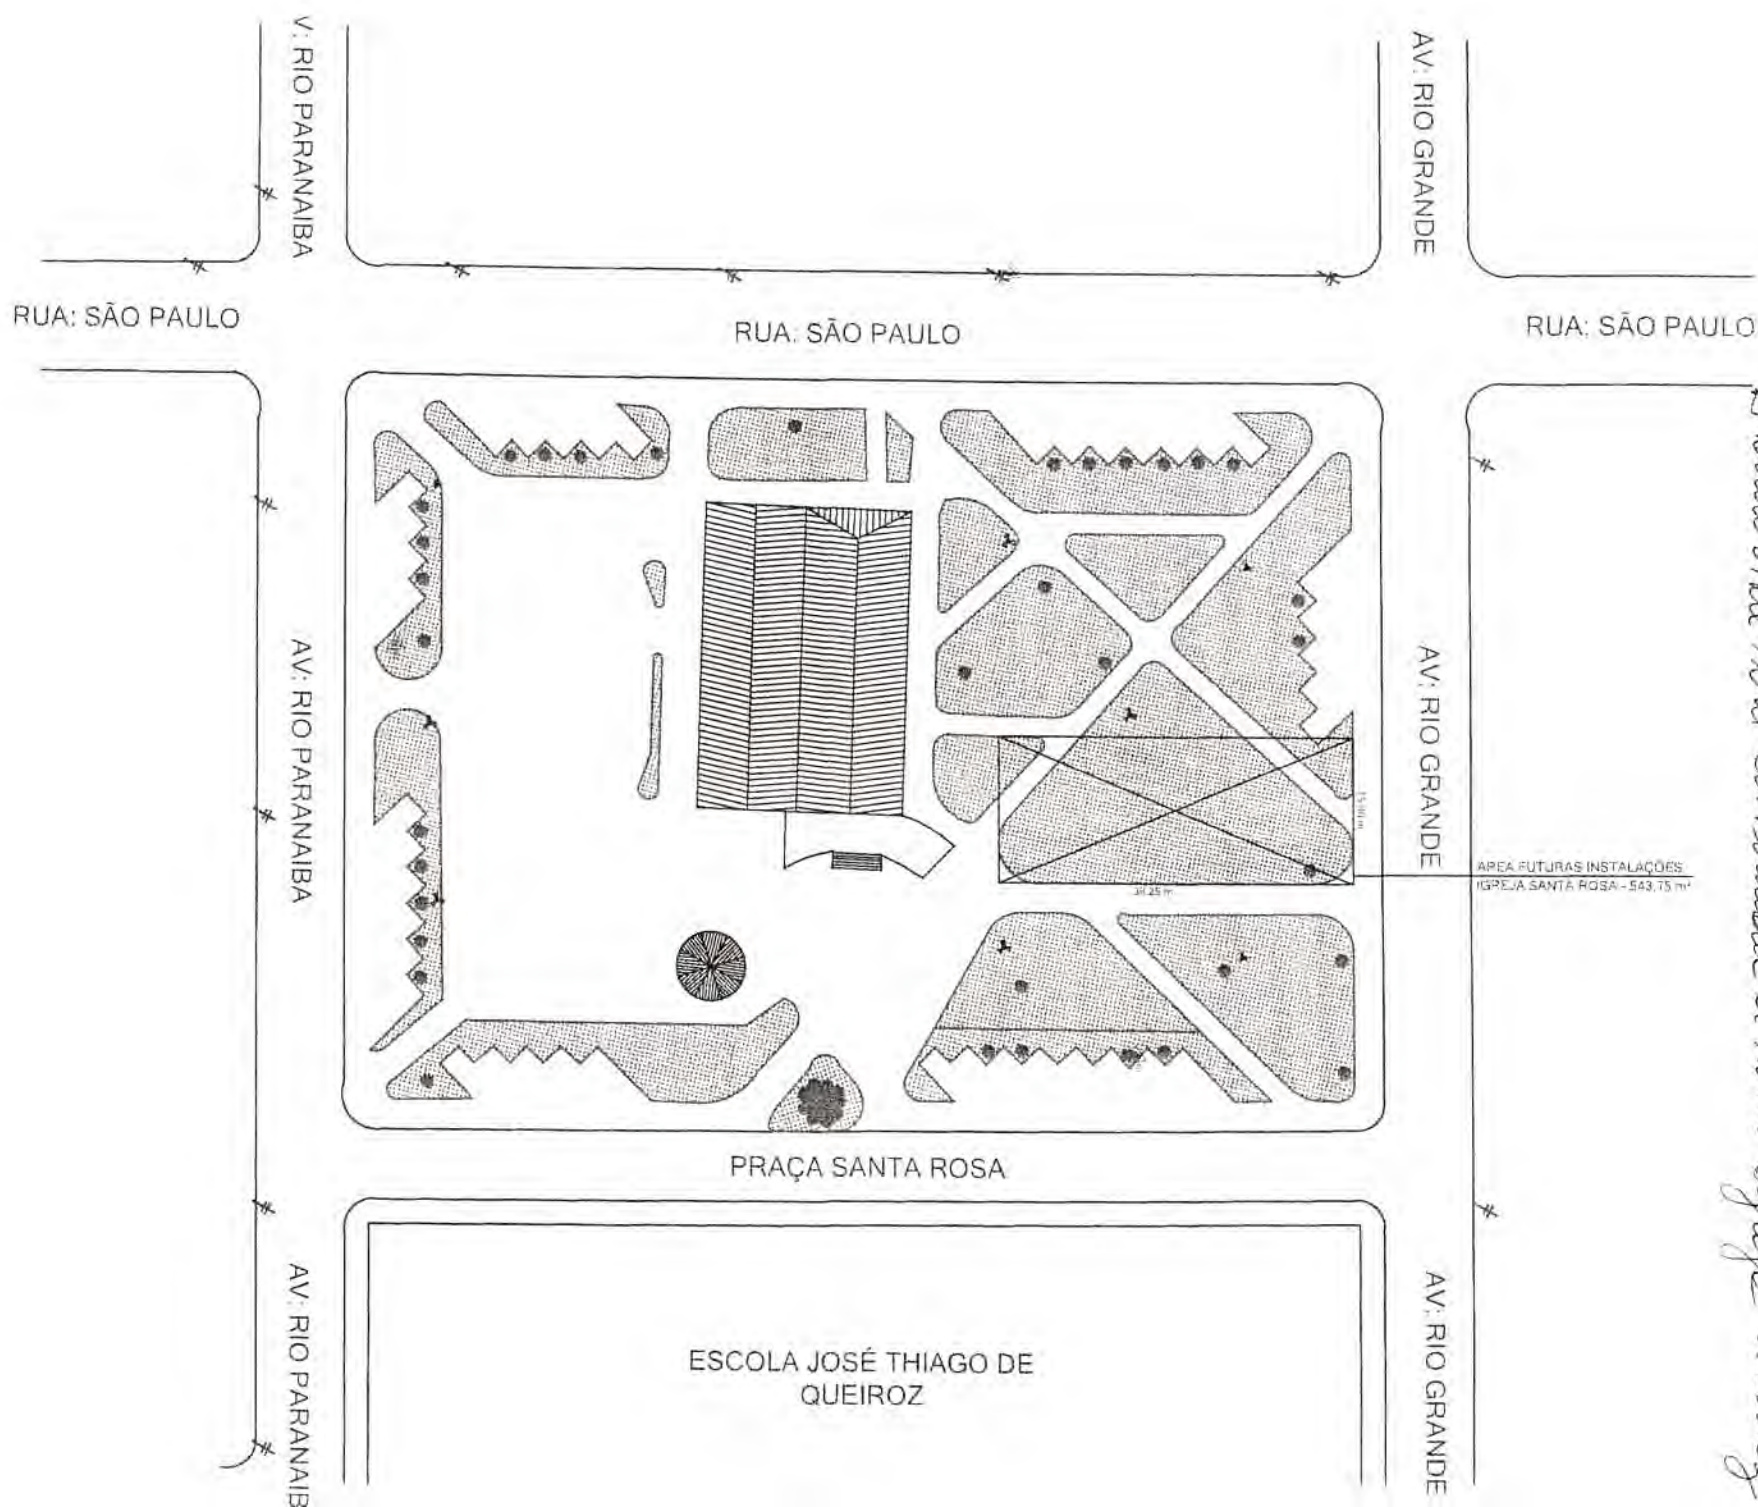 V: RIO PARANAIBA
AV: RIO GRANDE
RUA: SÃO PAULO
RUA: SÃO PAULO
RUA: SÃO PAULO
AV: RIO PARANAIBA
AV: RIO GRANDE
AREA FUTURAS INSTALAÇÕES
IGREJA SANTA ROSA - 543,75 m²
PRAÇA SANTA ROSA
AV: RIO PARANAIB
AV: RIO GRANDE
ESCOLA JOSÉ THIAGO DE
QUEIROZ